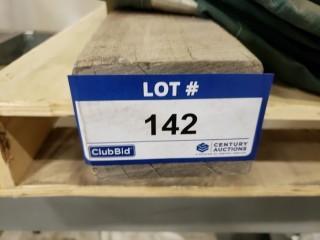 LOT #
142
ClubBid
CENTURY
AUCTIONS